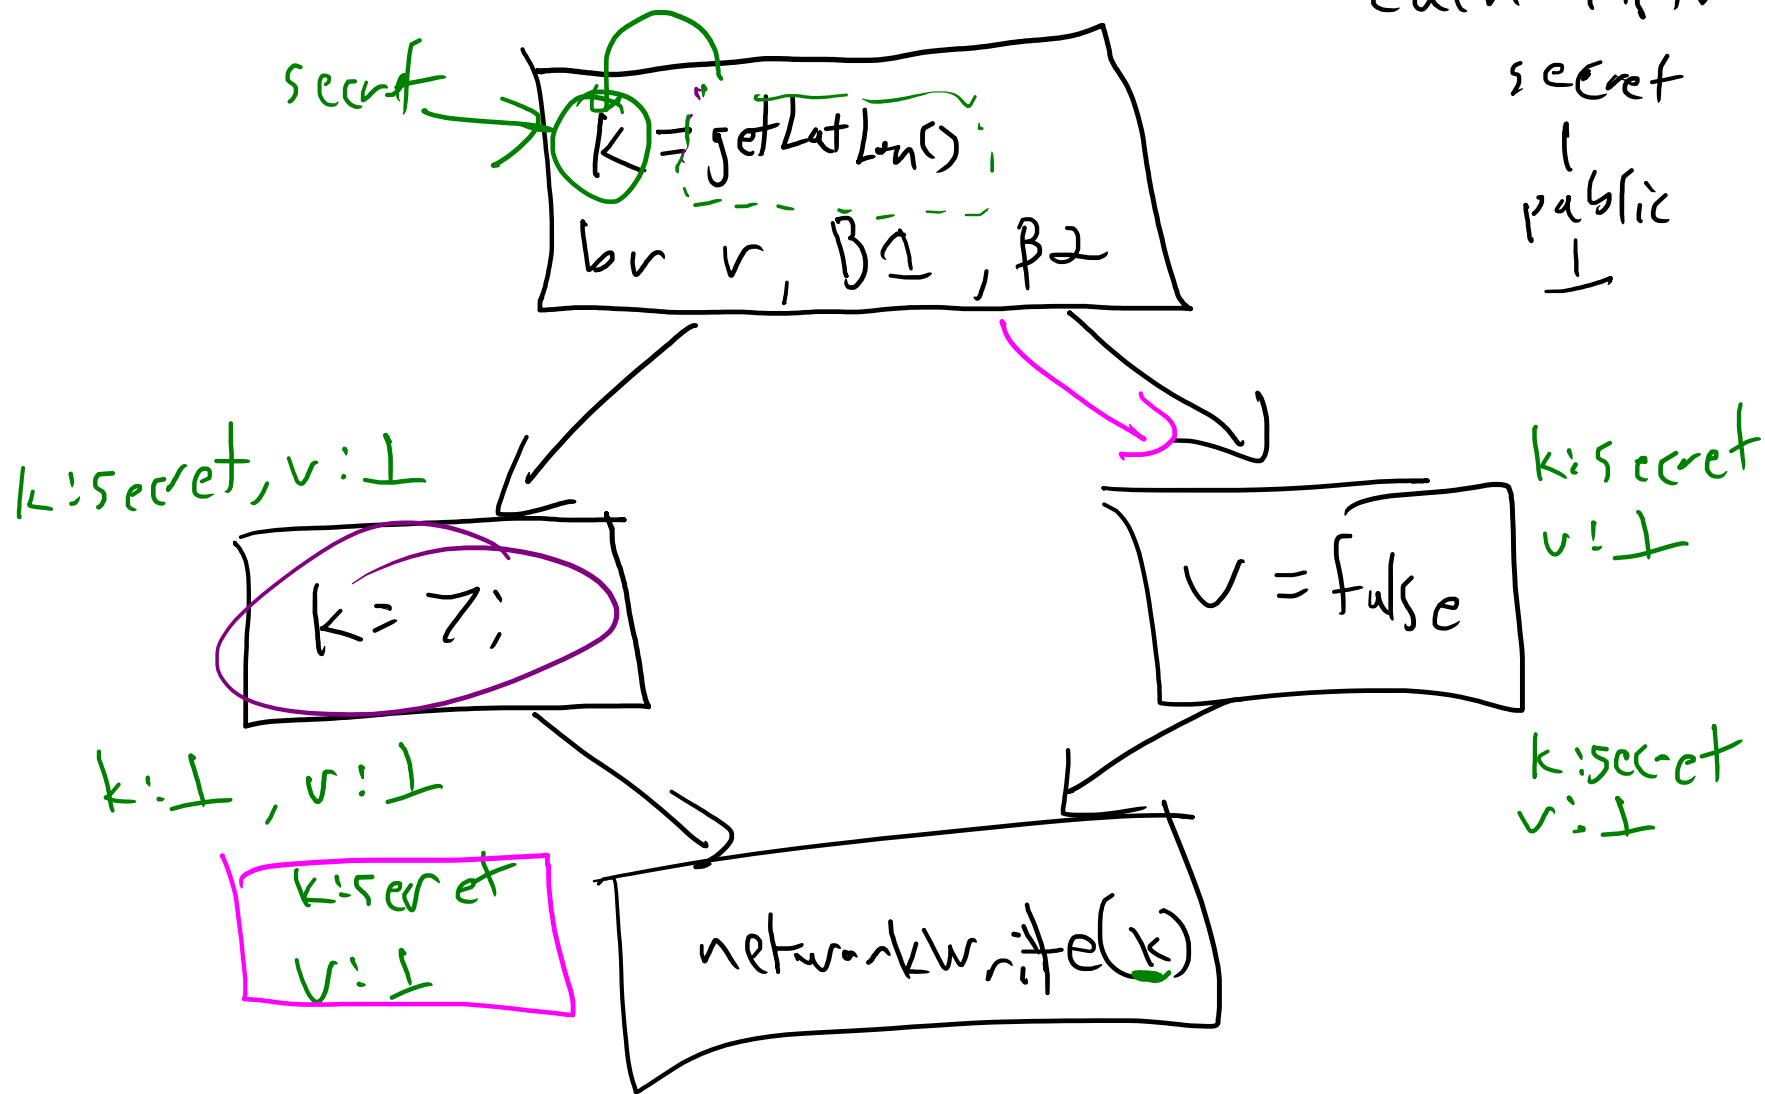 secret
secret
k = getLatLon()
public
⊥
br v, B1, B2
k:secret, v:⊥
k:secret
v:⊥
k=7;
v = false
k:⊥, v:⊥
k:secret
v:⊥
k:secret
v:⊥
networkWrite(k)